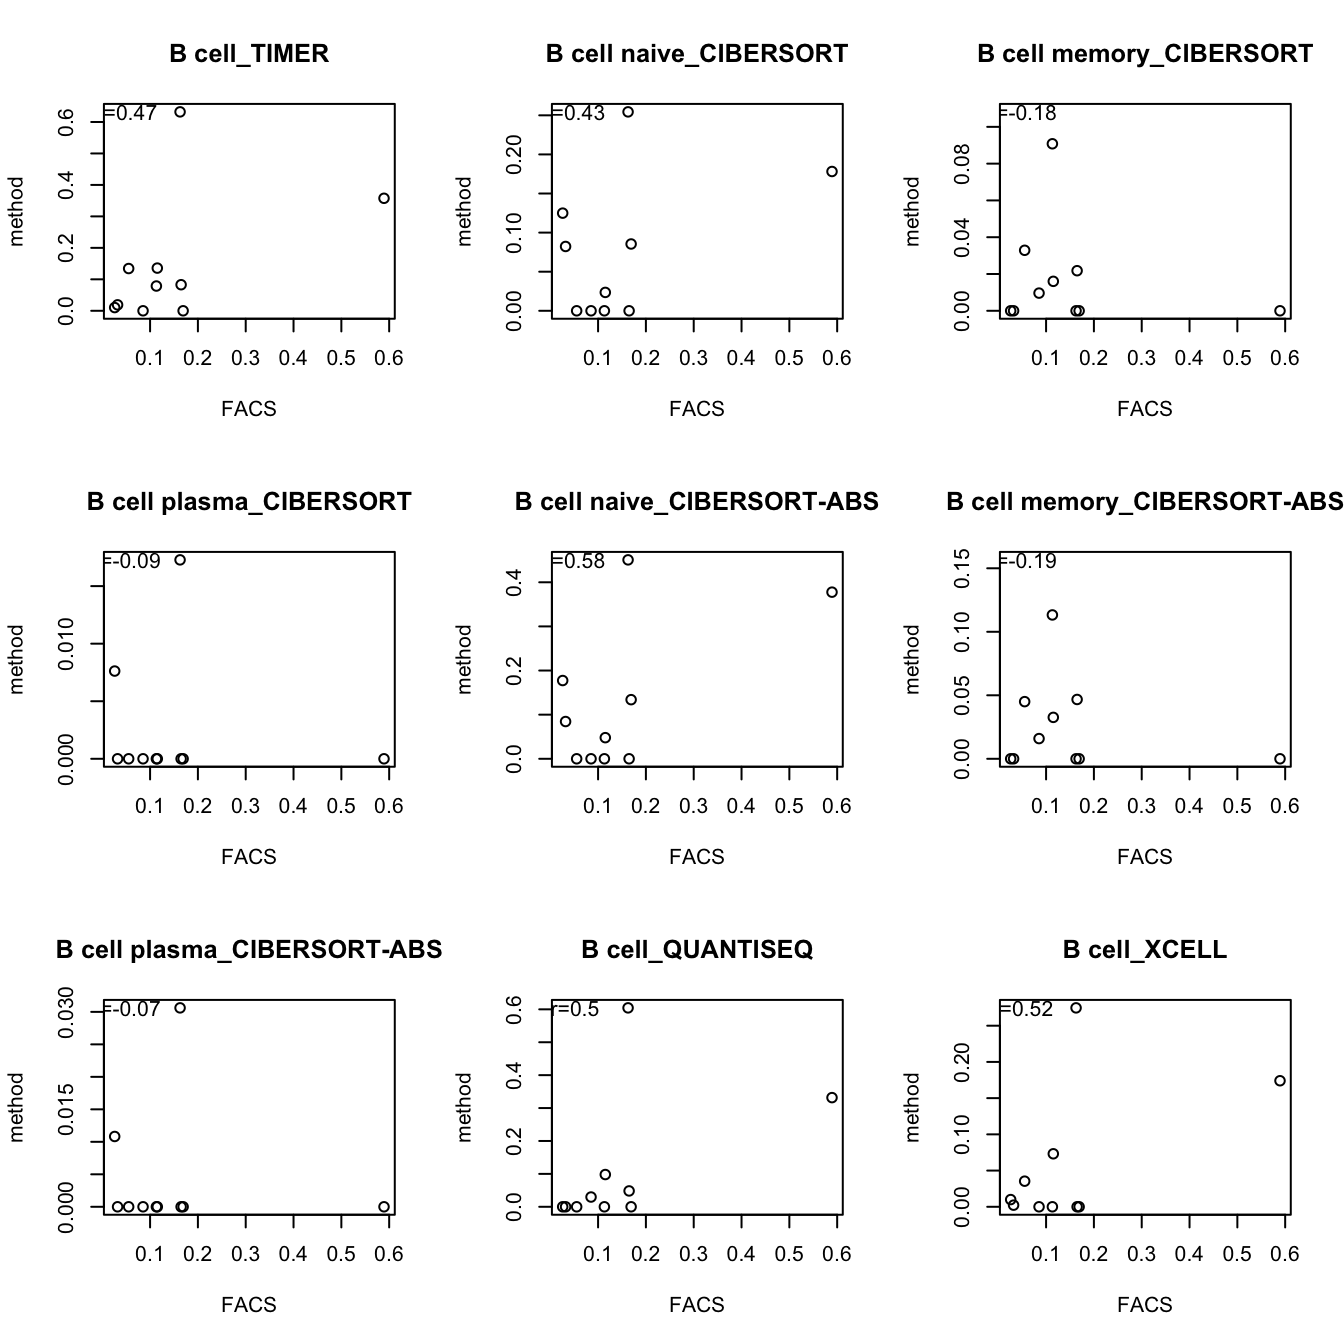 B cell_TIMER
=0.47
method
0.0 0.2 0.4 0.6
0.1 0.2 0.3 0.4 0.5 0.6
FACS
B cell naive_CIBERSORT
=0.43
method
0.00 0.10 0.20
0.1 0.2 0.3 0.4 0.5 0.6
FACS
B cell memory_CIBERSORT
=-0.18
method
0.00 0.04 0.08
0.1 0.2 0.3 0.4 0.5 0.6
FACS
B cell plasma_CIBERSORT
=-0.09
method
0.000 0.010
0.1 0.2 0.3 0.4 0.5 0.6
FACS
B cell naive_CIBERSORT-ABS
=0.58
method
0.0 0.2 0.4
0.1 0.2 0.3 0.4 0.5 0.6
FACS
B cell memory_CIBERSORT-ABS
=-0.19
method
0.00 0.05 0.10 0.15
0.1 0.2 0.3 0.4 0.5 0.6
FACS
B cell plasma_CIBERSORT-ABS
=-0.07
method
0.000 0.015 0.030
0.1 0.2 0.3 0.4 0.5 0.6
FACS
B cell_QUANTISEQ
r=0.5
method
0.0 0.2 0.4 0.6
0.1 0.2 0.3 0.4 0.5 0.6
FACS
B cell_XCELL
=0.52
method
0.00 0.10 0.20
0.1 0.2 0.3 0.4 0.5 0.6
FACS